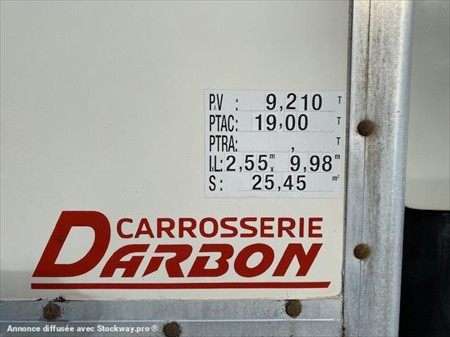 P.V : 9,210 T
PTAC: 19,00 T
PTRA: , T
l.L: 2,55 m x 9,98 m
S : 25,45 m²
CARROSSERIE
DARBON
Annonce diffusée avec Stockway.pro ®